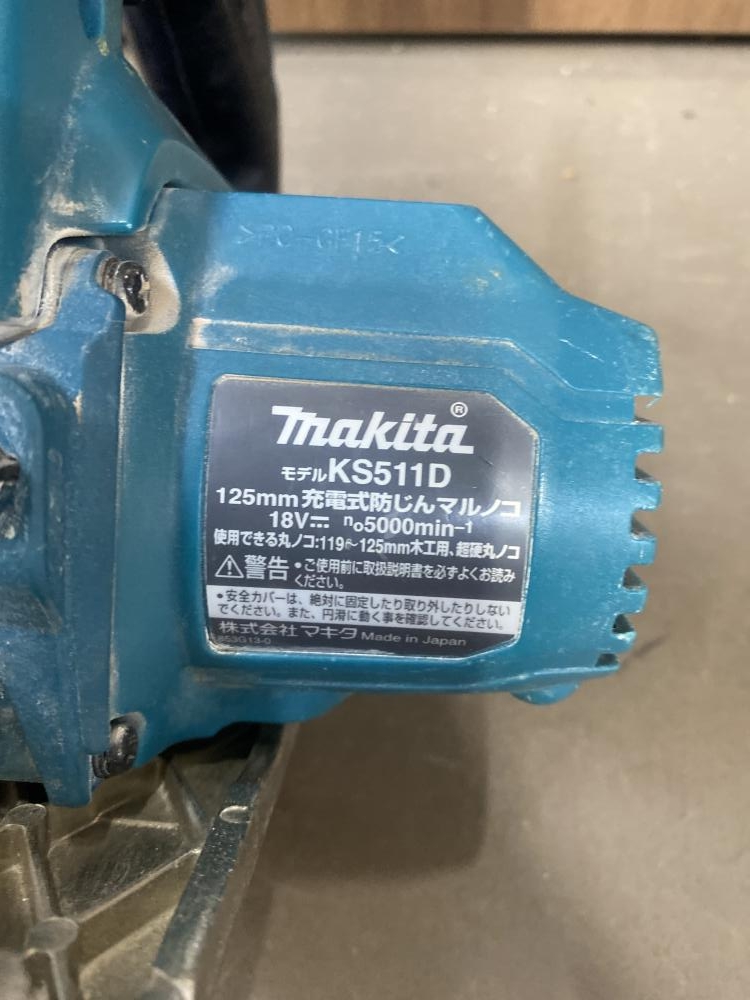 >PC-GF15<
makita®
モデルKS511D
125mm充電式防じんマルノコ
18V⎓ n₀5000min⁻¹
使用できる丸ノコ:119～125mm木工用、超硬丸ノコ
⚠警告 •ご使用前に取扱説明書を必ずよくお読み
ください。
•安全カバーは、絶対に固定したり取り外したりしない
でください。また、円滑に動く事を確認してください。
株式会社マキタ Made in Japan
853G13-0